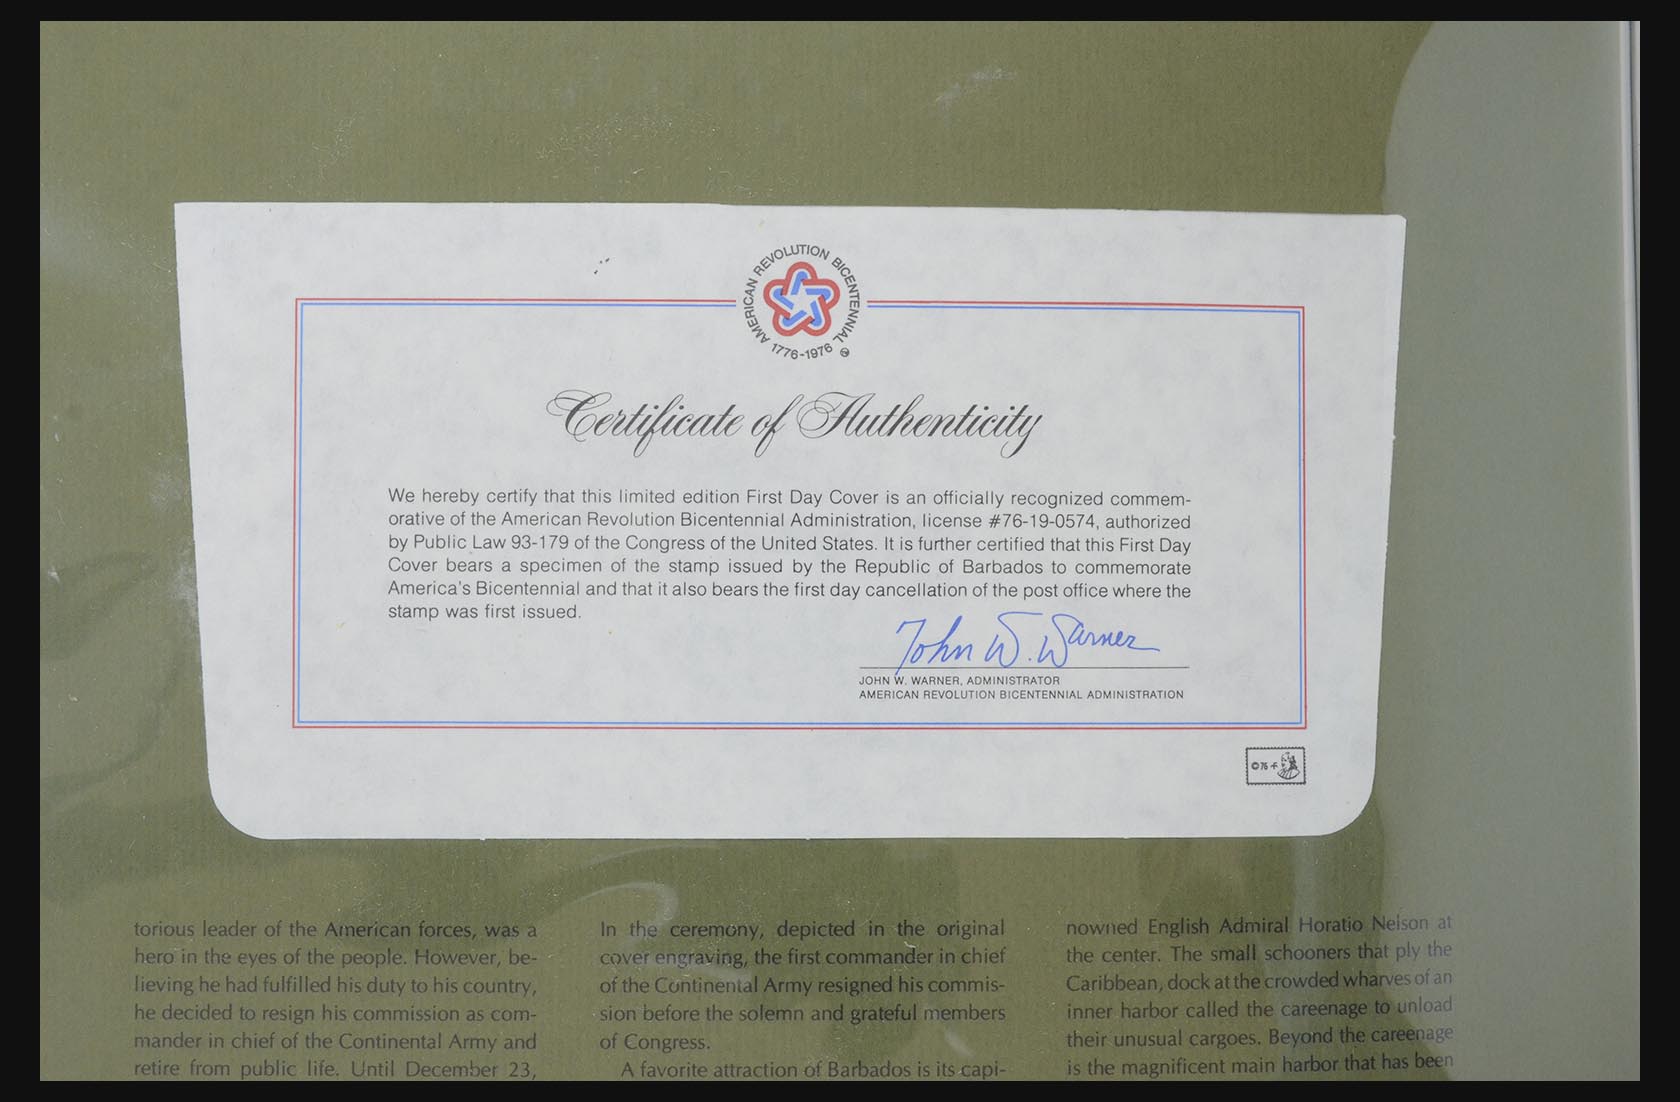 AMERICAN REVOLUTION BICENTENNIAL
1776-1976
Certificate of Authenticity
We hereby certify that this limited edition First Day Cover is an officially recognized commem-
orative of the American Revolution Bicentennial Administration, license #76-19-0574, authorized
by Public Law 93-179 of the Congress of the United States. It is further certified that this First Day
Cover bears a specimen of the stamp issued by the Republic of Barbados to commemorate
America's Bicentennial and that it also bears the first day cancellation of the post office where the
stamp was first issued.
John W. Warner
JOHN W. WARNER, ADMINISTRATOR
AMERICAN REVOLUTION BICENTENNIAL ADMINISTRATION
©76
torious leader of the American forces, was a
hero in the eyes of the people. However, be-
lieving he had fulfilled his duty to his country,
he decided to resign his commission as com-
mander in chief of the Continental Army and
retire from public life. Until December 23,
In the ceremony, depicted in the original
cover engraving, the first commander in chief
of the Continental Army resigned his commis-
sion before the solemn and grateful members
of Congress.
A favorite attraction of Barbados is its capi-
nowned English Admiral Horatio Nelson at
the center. The small schooners that ply the
Caribbean, dock at the crowded wharves of an
inner harbor called the careenage to unload
their unusual cargoes. Beyond the careenage
is the magnificent main harbor that has been